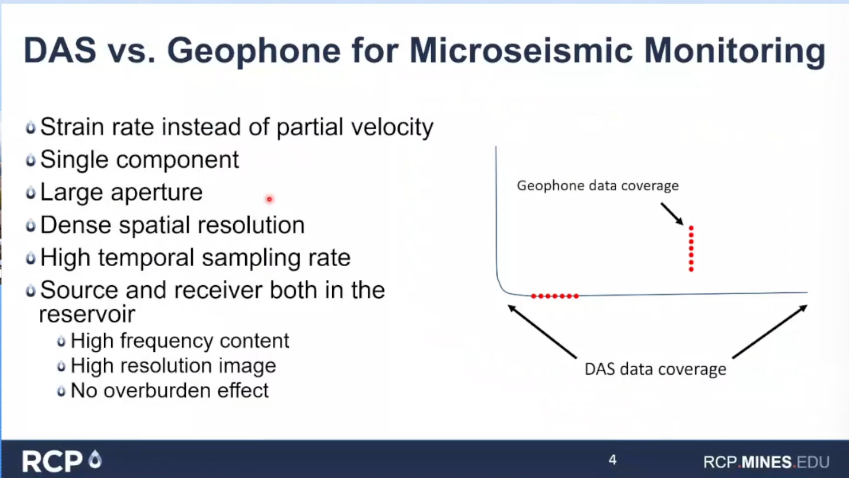 DAS vs. Geophone for Microseismic Monitoring
Strain rate instead of partial velocity
Single component
Large aperture
Dense spatial resolution
High temporal sampling rate
Source and receiver both in the
reservoir
High frequency content
High resolution image
No overburden effect
Geophone data coverage
DAS data coverage
RCP
4
RCP.MINES.EDU